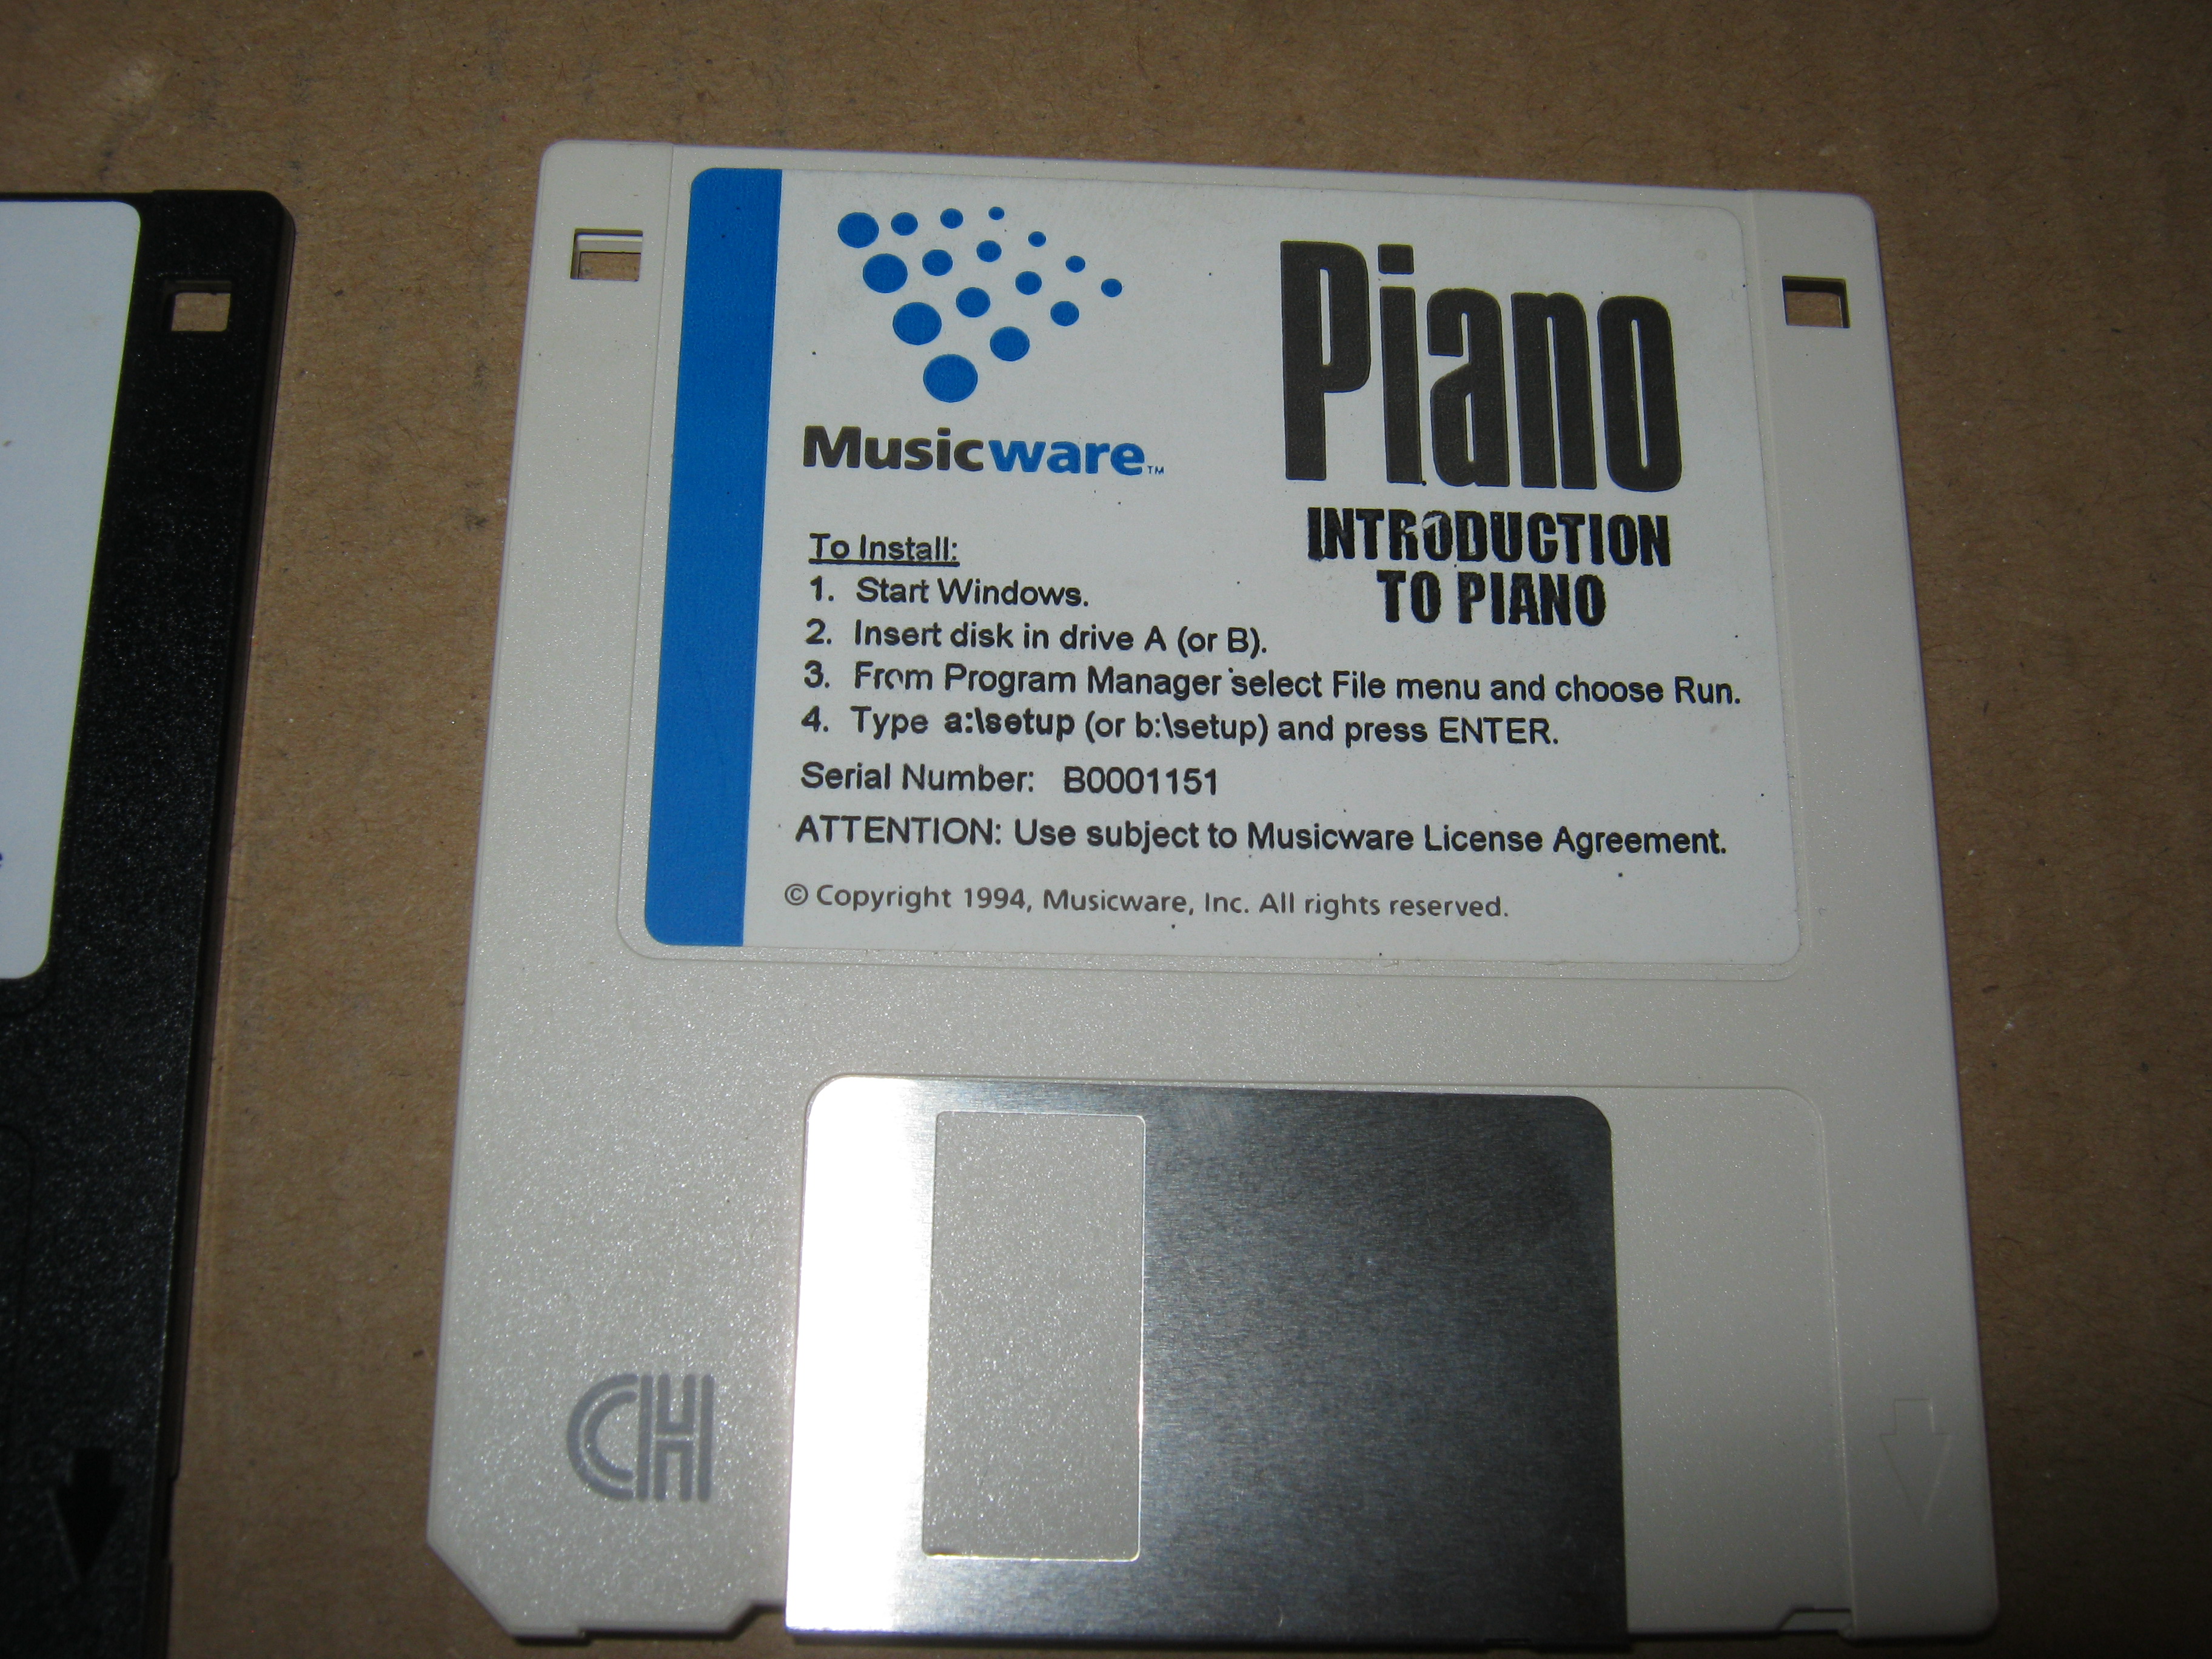 Musicware™
Piano
INTRODUCTION
TO PIANO
To Install:
1. Start Windows.
2. Insert disk in drive A (or B).
3. From Program Manager select File menu and choose Run.
4. Type a:\setup (or b:\setup) and press ENTER.
Serial Number: B0001151
ATTENTION: Use subject to Musicware License Agreement.
© Copyright 1994, Musicware, Inc. All rights reserved.
CH